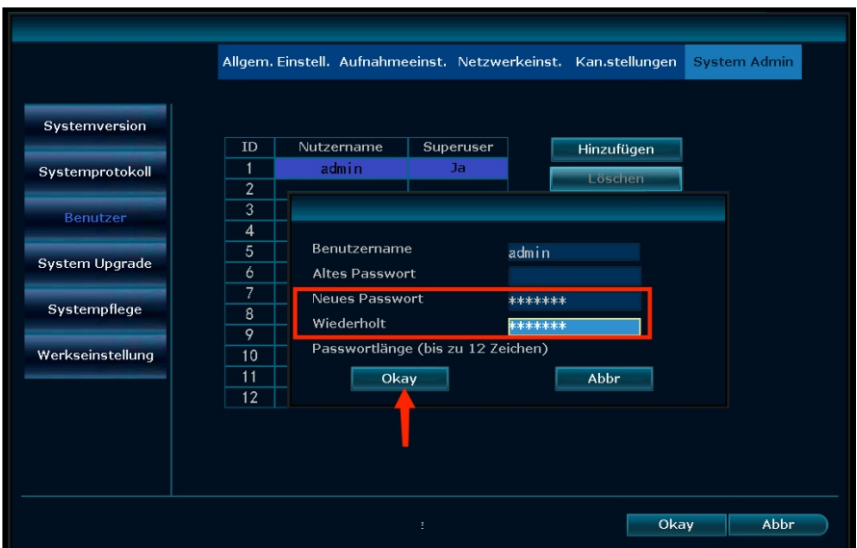 Allgem. Einstell. Aufnahmeeinst. Netzwerkeinst. Kan.stellungen System Admin
Systemversion
Systemprotokoll
Benutzer
System Upgrade
Systempflege
Werkseinstellung
ID Nutzername Superuser
1 admin Ja
2
3
4
5
6
7
8
9
10
11
12
Hinzufügen
Löschen
Benutzername admin
Altes Passwort
Neues Passwort *******
Wiederholt *******
Passwortlänge (bis zu 12 Zeichen)
Okay Abbr
Okay Abbr